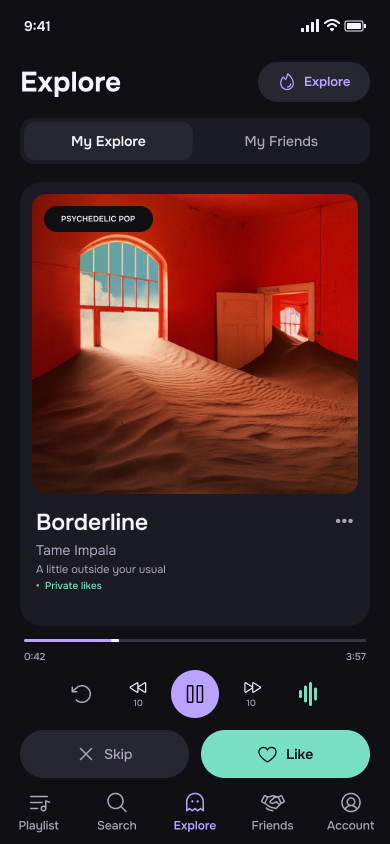 9:41
Explore
Explore
My Explore
My Friends
PSYCHEDELIC POP
Borderline
Tame Impala
A little outside your usual
• Private likes
0:42
3:57
10
10
Skip
Like
Playlist
Search
Explore
Friends
Account